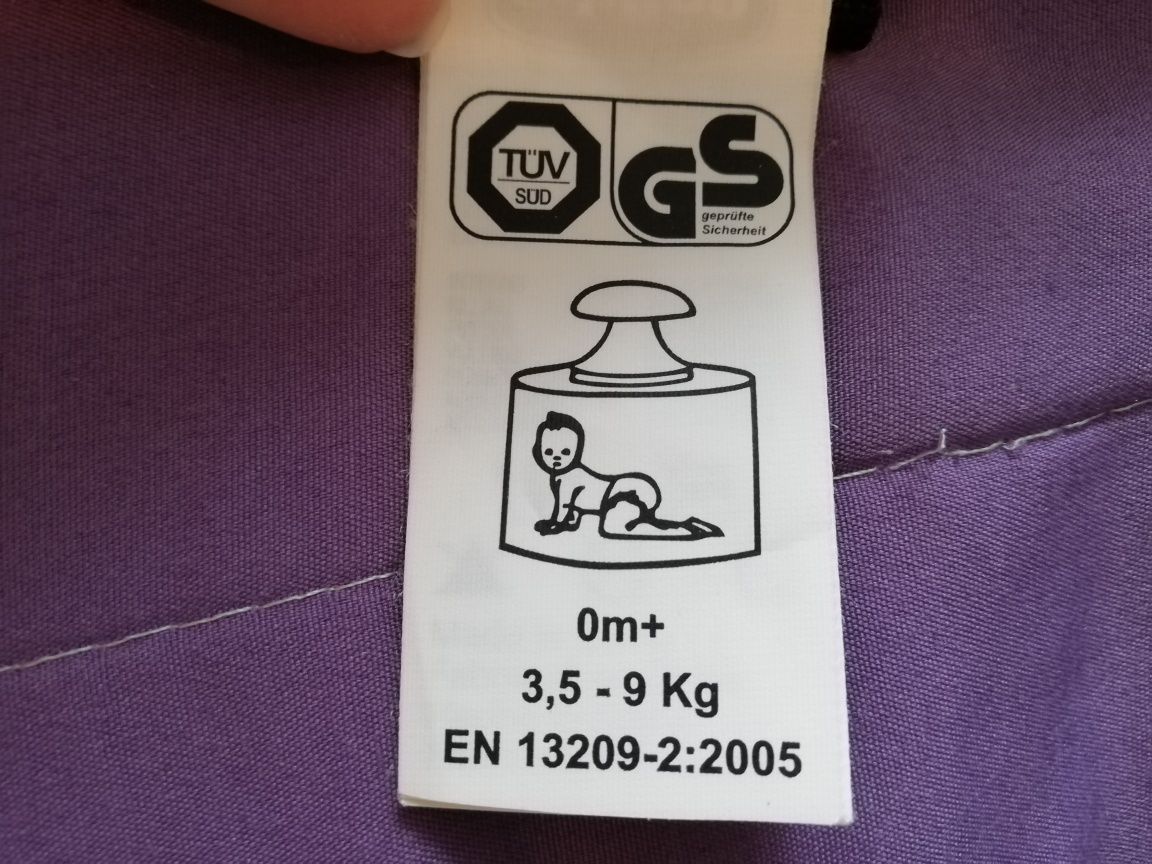 TÜV
SÜD
GS
geprüfte
Sicherheit
0m+
3,5 - 9 Kg
EN 13209-2:2005